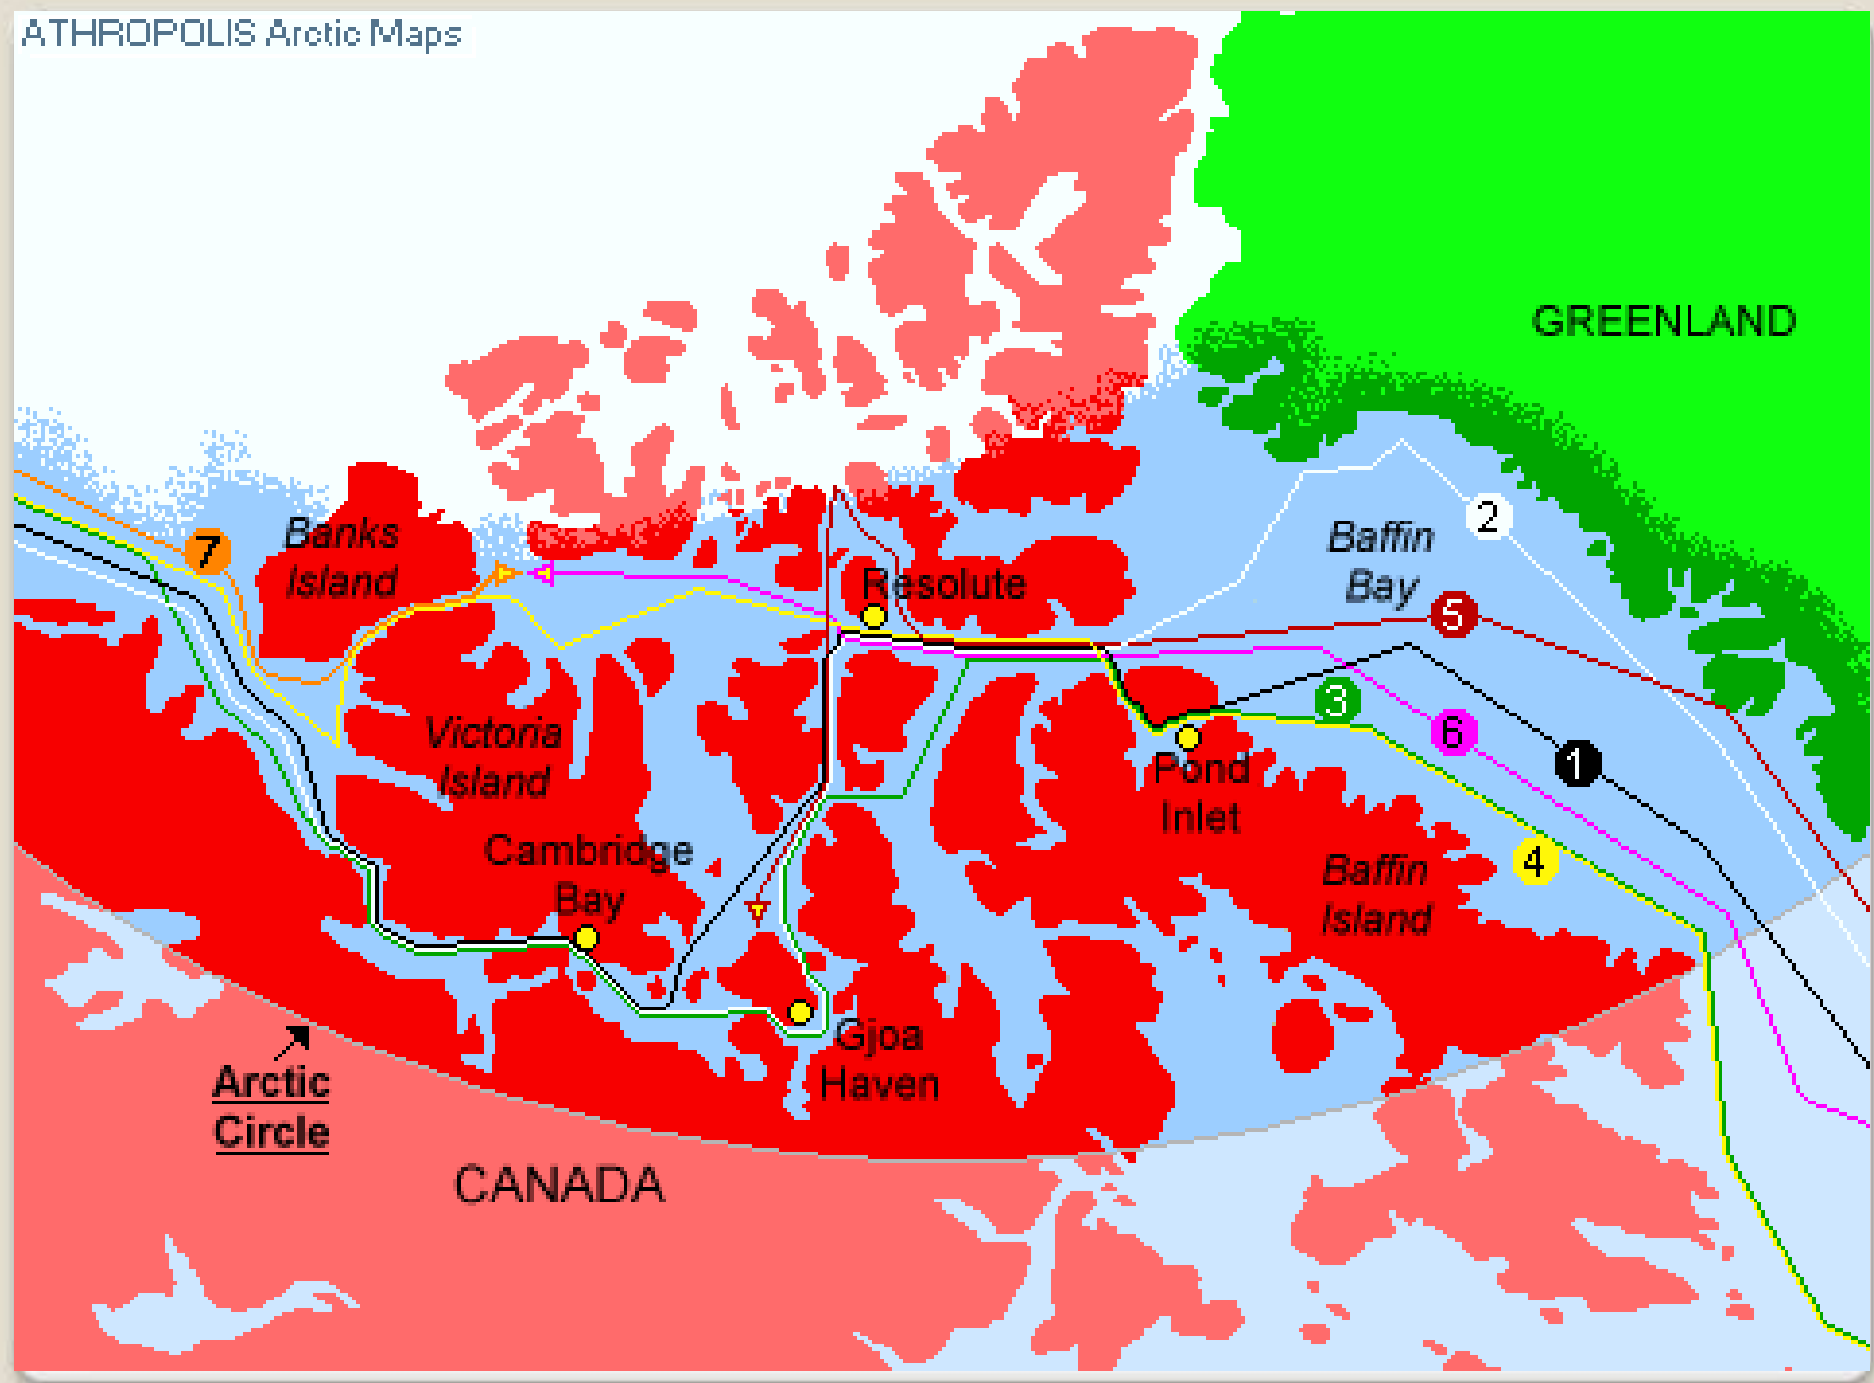 ATHROPOLIS Arctic Maps
GREENLAND
2
Banks
Island
7
Baffin
Bay
Resolute
5
3
6
1
Victoria
Island
Pond
Inlet
4
Cambridge
Bay
Baffin
Island
Gjoa
Haven
Arctic
Circle
CANADA